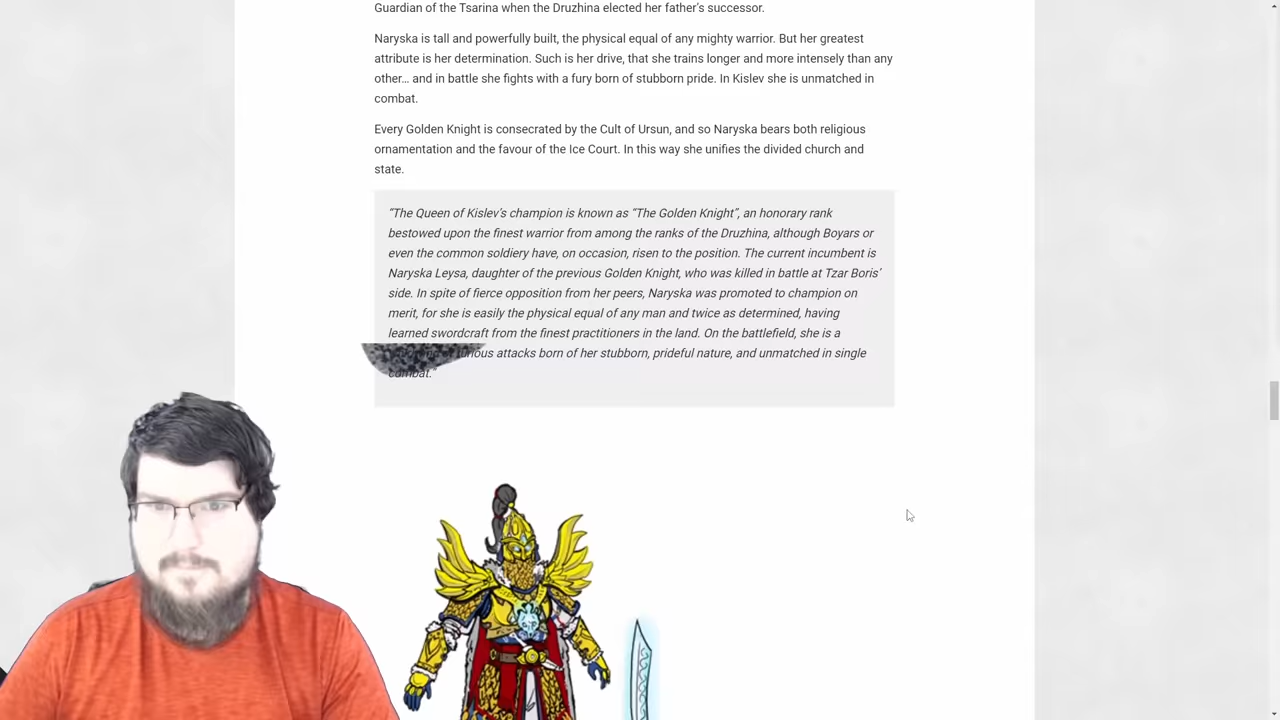 Guardian of the Tsarina when the Druzhina elected her father's successor.
Naryska is tall and powerfully built, the physical equal of any mighty warrior. But her greatest
attribute is her determination. Such is her drive, that she trains longer and more intensely than any
other… and in battle she fights with a fury born of stubborn pride. In Kislev she is unmatched in
combat.
Every Golden Knight is consecrated by the Cult of Ursun, and so Naryska bears both religious
ornamentation and the favour of the Ice Court. In this way she unifies the divided church and
state.
“The Queen of Kislev's champion is known as “The Golden Knight”, an honorary rank
bestowed upon the finest warrior from among the ranks of the Druzhina, although Boyars or
even the common soldiery have, on occasion, risen to the position. The current incumbent is
Naryska Leysa, daughter of the previous Golden Knight, who was killed in battle at Tzar Boris'
side. In spite of fierce opposition from her peers, Naryska was promoted to champion on
merit, for she is easily the physical equal of any man and twice as determined, having
learned swordcraft from the finest practitioners in the land. On the battlefield, she is a
attacks born of her stubborn, prideful nature, and unmatched in single
combat.”